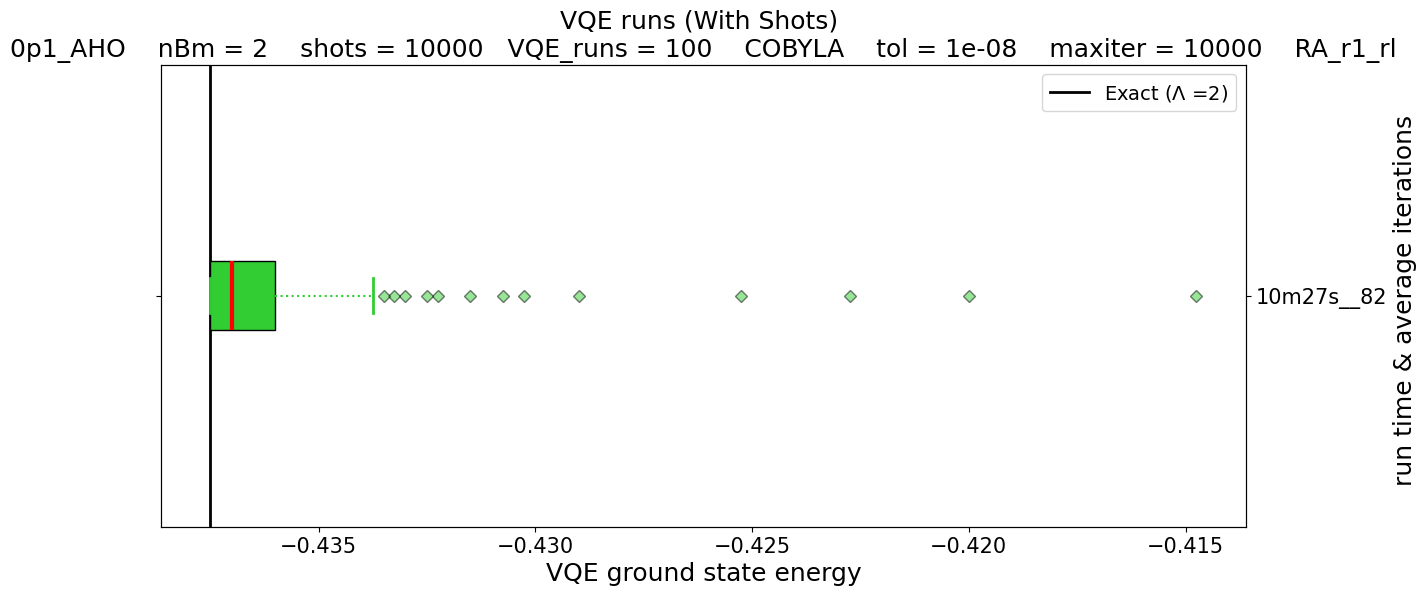 VQE runs (With Shots)
0p1_AHO nBm = 2 shots = 10000 VQE_runs = 100 COBYLA tol = 1e-08 maxiter = 10000 RA_r1_rl
Exact (Λ =2)
10m27s__82
run time & average iterations
−0.435 −0.430 −0.425 −0.420 −0.415
VQE ground state energy